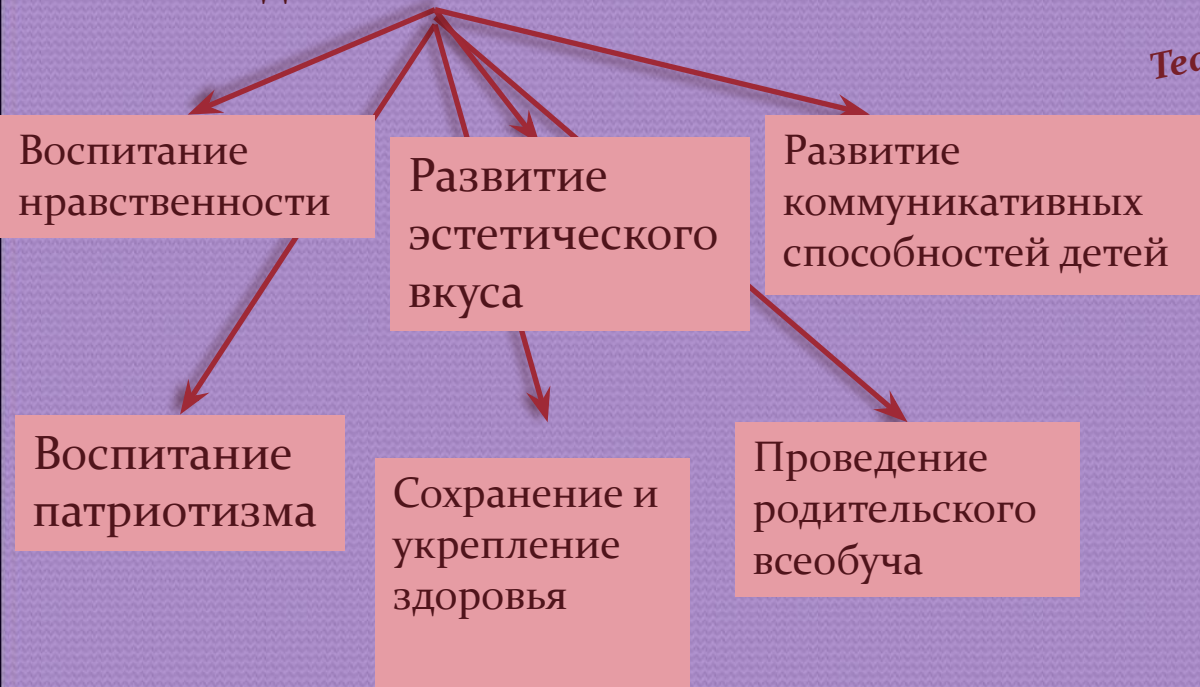 Воспитание
нравственности
Развитие
эстетического
вкуса
Развитие
коммуникативных
способностей детей
Воспитание
патриотизма
Сохранение и
укрепление
здоровья
Проведение
родительского
всеобуча